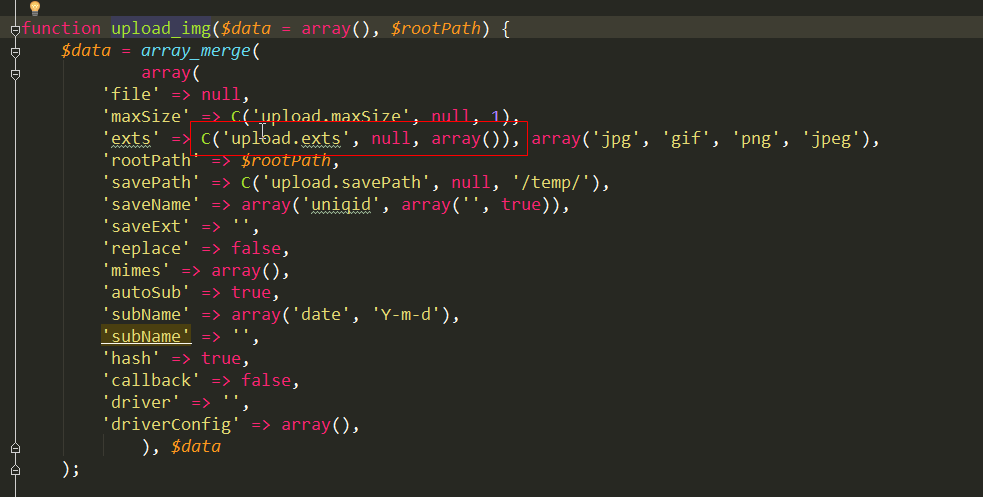 function upload_img($data = array(), $rootPath) {
$data = array_merge(
array(
'file' => null,
'maxSize' => C('upload.maxSize', null, 1),
'exts' => C('upload.exts', null, array()), array('jpg', 'gif', 'png', 'jpeg'),
'rootPath' => $rootPath,
'savePath' => C('upload.savePath', null, '/temp/'),
'saveName' => array('uniqid', array('', true)),
'saveExt' => '',
'replace' => false,
'mimes' => array(),
'autoSub' => true,
'subName' => array('date', 'Y-m-d'),
'subName' => '',
'hash' => true,
'callback' => false,
'driver' => '',
'driverConfig' => array(),
), $data
);